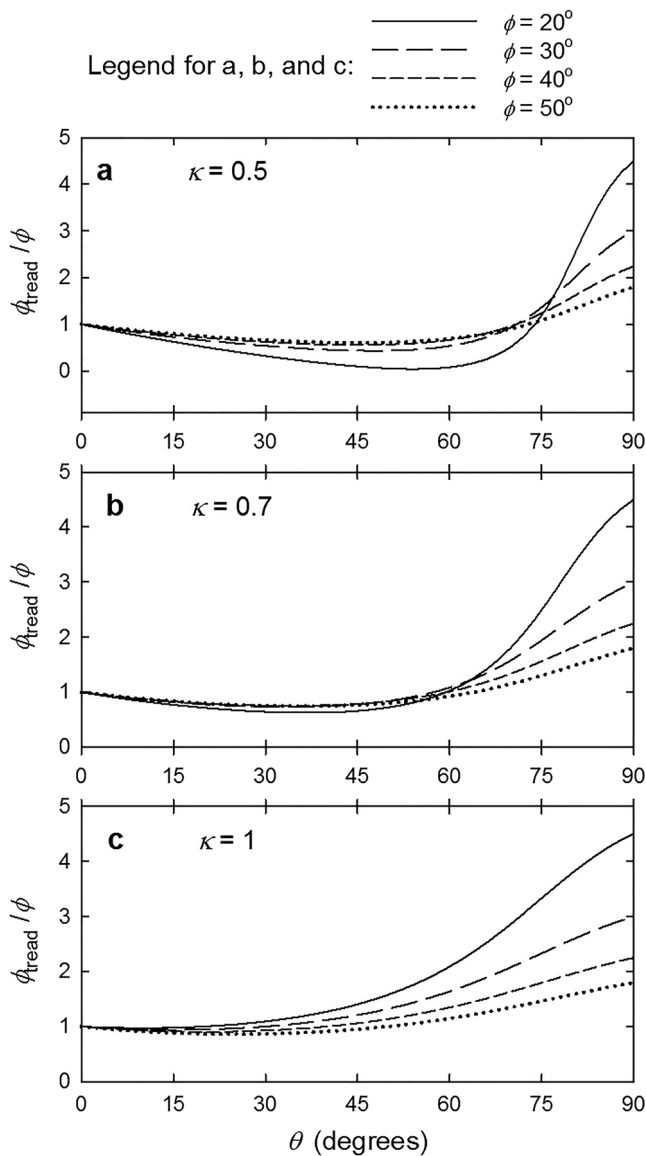 Legend for a, b, and c:
ϕ = 20°
ϕ = 30°
ϕ = 40°
ϕ = 50°
a κ = 0.5
ϕtread /ϕ
5
4
3
2
1
0
0 15 30 45 60 75 90
b κ = 0.7
ϕtread /ϕ
5
4
3
2
1
0
0 15 30 45 60 75 90
c κ = 1
ϕtread /ϕ
5
4
3
2
1
0
0 15 30 45 60 75 90
θ (degrees)